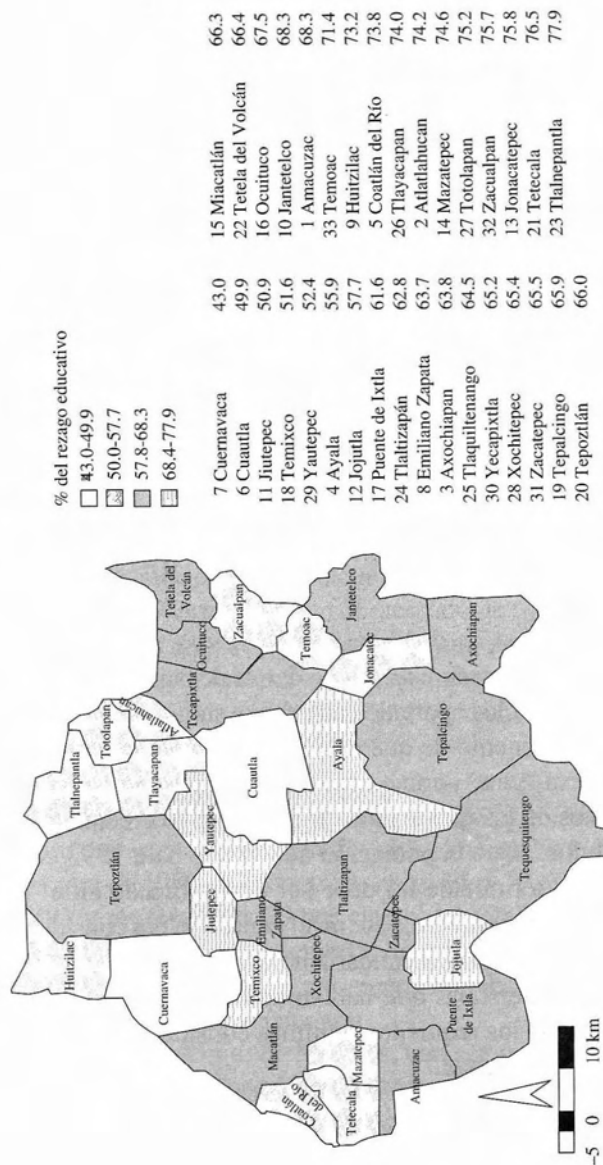 Huitzilac
Tepoztlán
Tlalnepantla
Totolapan
Tlayacapan
Atlatlahucan
Cuernavaca
Jiutepec
Yautepec
Tecapixtla
Ocuituco
Tetela del
Volcán
Zacualpan
Temoac
Jantetelco
Jonacatec
Axochiapan
Cuautla
Ayala
Tepalcingo
Temixco
Emiliano
Zapata
Xochitepec
Tlaltizapan
Zacatepec
Jojutla
Tequesquitengo
Macatlán
Coatlán
del Río
Mazatepec
Tetecala
Amacuzac
Puente
de Ixtla
–5 0 10 km
% del rezago educativo
43.0-49.9
50.0-57.7
57.8-68.3
68.4-77.9
7 Cuernavaca 43.0
6 Cuautla 49.9
11 Jiutepec 50.9
18 Temixco 51.6
29 Yautepec 52.4
4 Ayala 55.9
12 Jojutla 57.7
17 Puente de Ixtla 61.6
24 Tlaltizapán 62.8
8 Emiliano Zapata 63.7
3 Axochiapan 63.8
25 Tlaquiltenango 64.5
30 Yecapixtla 65.2
28 Xochitepec 65.4
31 Zacatepec 65.5
19 Tepalcingo 65.9
20 Tepoztlán 66.0
15 Miacatlán 66.3
22 Tetela del Volcán 66.4
16 Ocuituco 67.5
10 Jantetelco 68.3
1 Amacuzac 68.3
33 Temoac 71.4
9 Huitzilac 73.2
5 Coatlán del Río 73.8
26 Tlayacapan 74.0
2 Atlatlahucan 74.2
14 Mazatepec 74.6
27 Totolapan 75.2
32 Zacualpan 75.7
13 Jonacatepec 75.8
21 Tetecala 76.5
23 Tlalnepantla 77.9